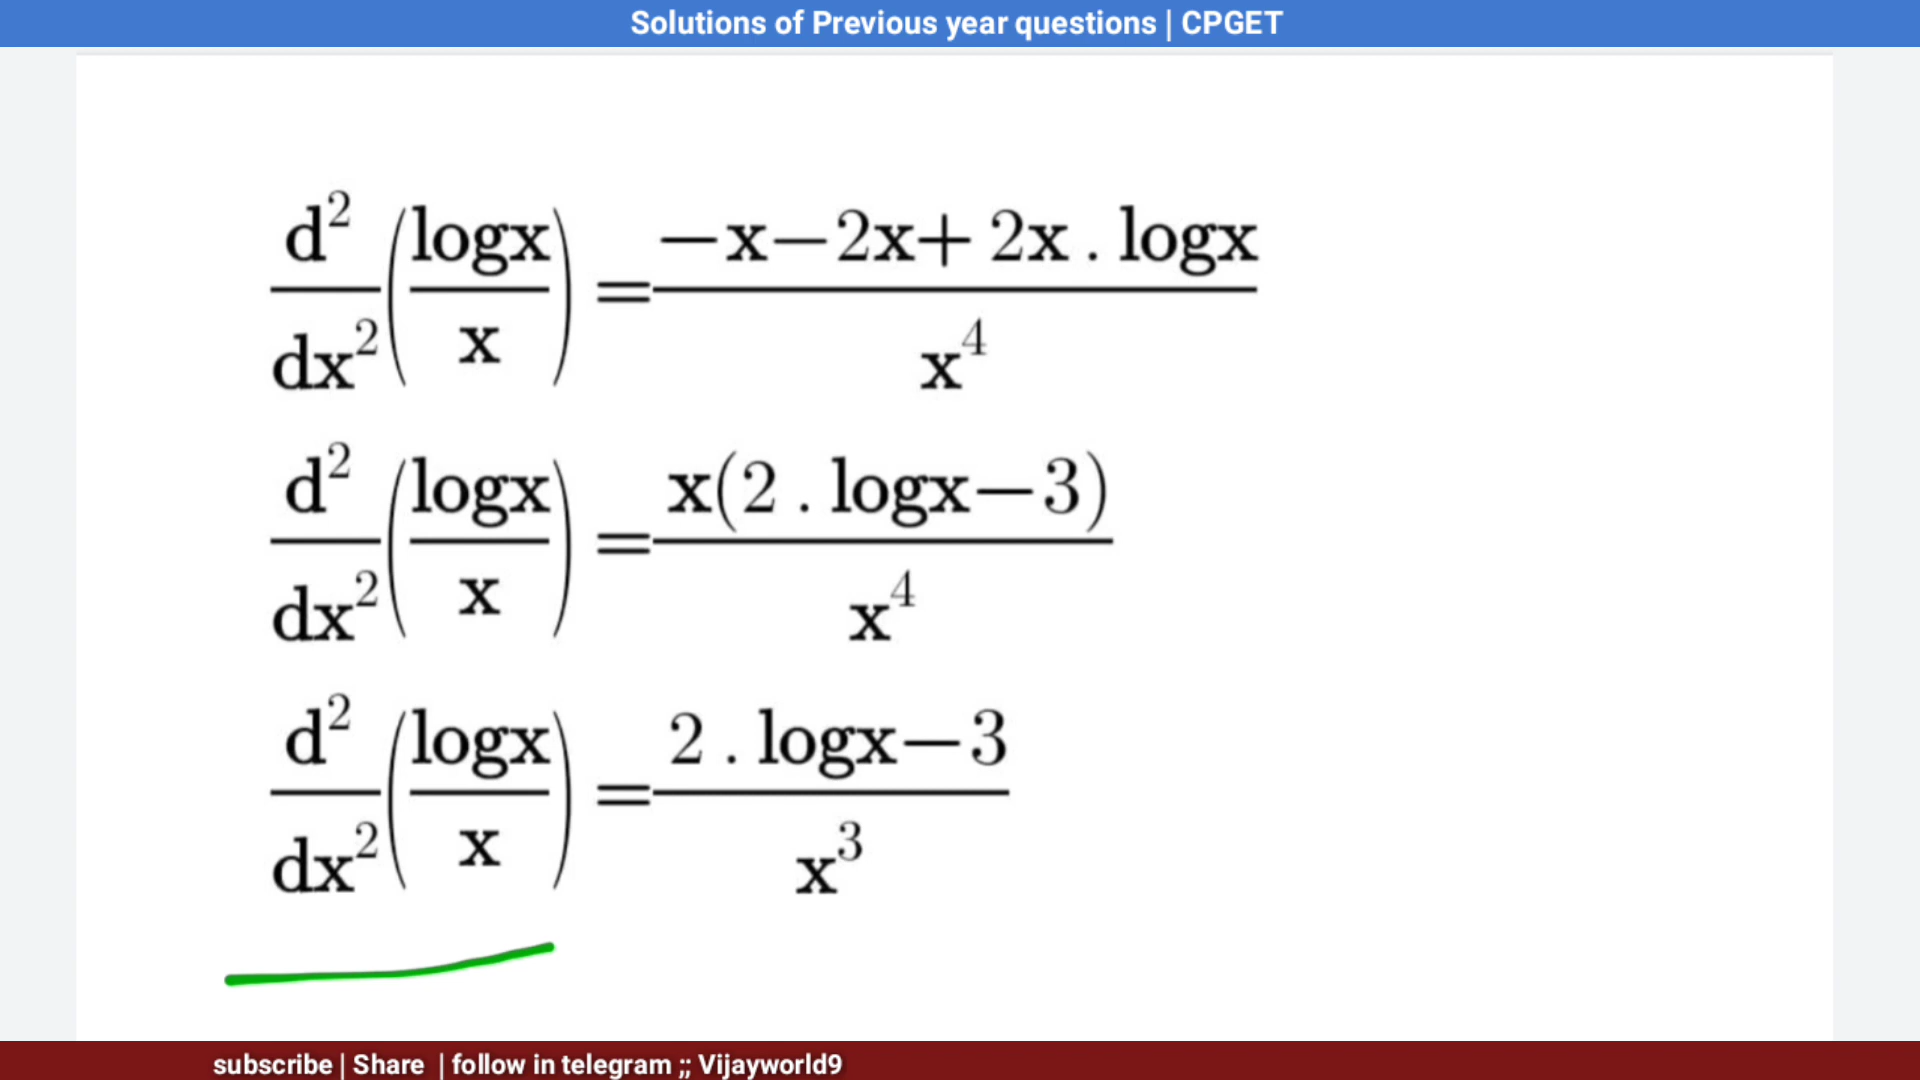 Solutions of Previous year questions | CPGET
d²/dx² (logx/x) = (−x−2x+2x . logx)/x⁴
d²/dx² (logx/x) = x(2 . logx−3)/x⁴
d²/dx² (logx/x) = (2 . logx−3)/x³
subscribe | Share | follow in telegram ;; Vijayworld9